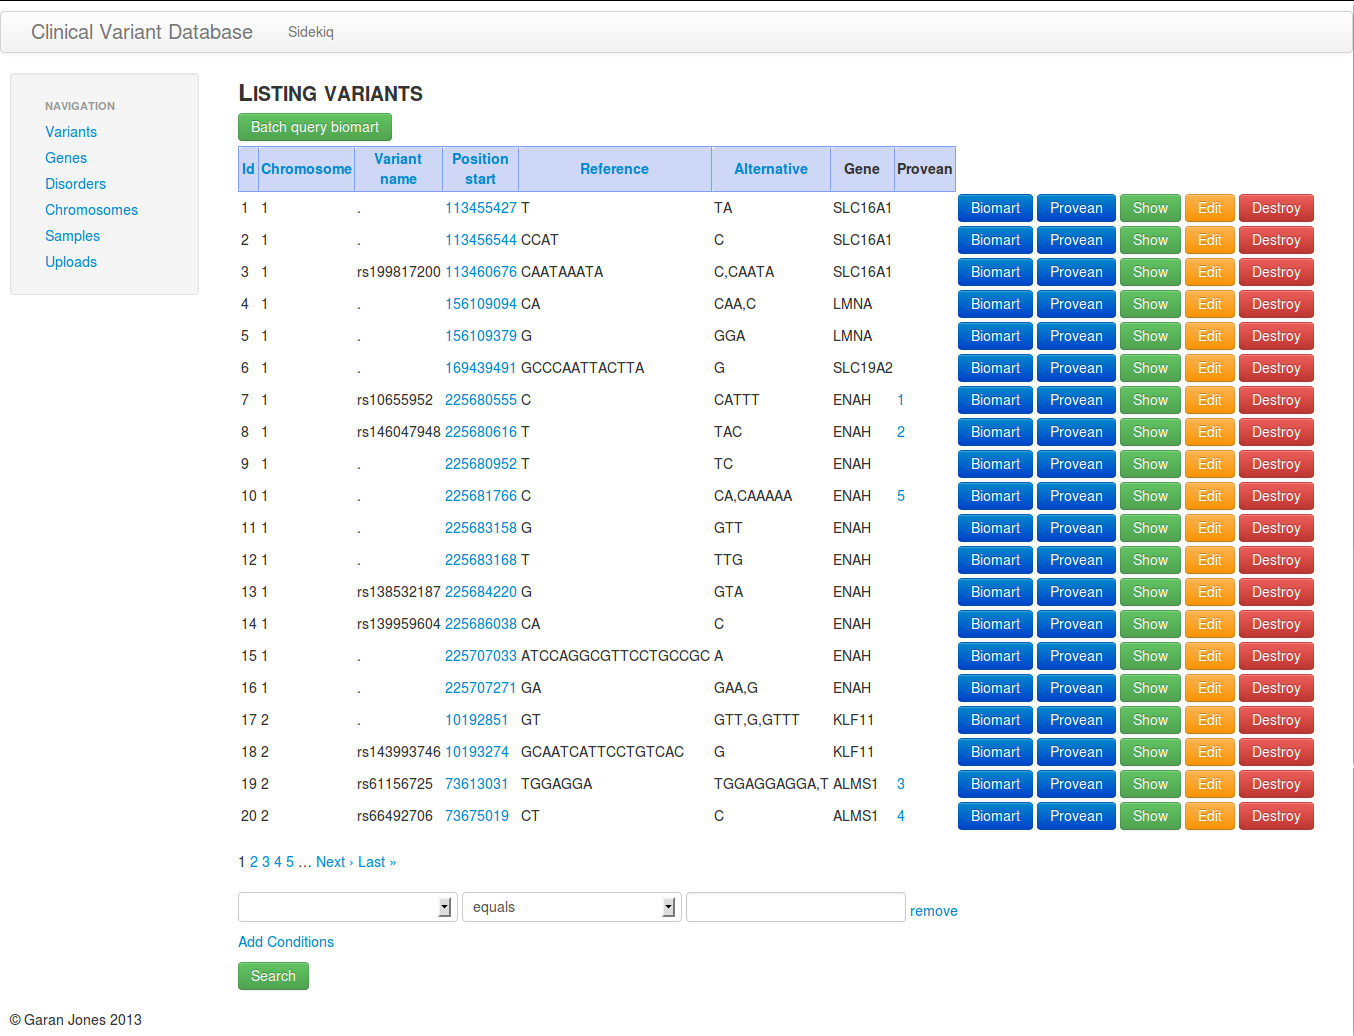 Clinical Variant Database Sidekiq
NAVIGATION
Variants
Genes
Disorders
Chromosomes
Samples
Uploads
LISTING VARIANTS
Batch query biomart
Id Chromosome Variant name Position start Reference Alternative Gene Provean
1 1 . 113455427 T TA SLC16A1 Biomart Provean Show Edit Destroy
2 1 . 113456544 CCAT C SLC16A1 Biomart Provean Show Edit Destroy
3 1 rs199817200 113460676 CAATAAATA C,CAATA SLC16A1 Biomart Provean Show Edit Destroy
4 1 . 156109094 CA CAA,C LMNA Biomart Provean Show Edit Destroy
5 1 . 156109379 G GGA LMNA Biomart Provean Show Edit Destroy
6 1 . 169439491 GCCCAATTACTTA G SLC19A2 Biomart Provean Show Edit Destroy
7 1 rs10655952 225680555 C CATTT ENAH 1 Biomart Provean Show Edit Destroy
8 1 rs146047948 225680616 T TAC ENAH 2 Biomart Provean Show Edit Destroy
9 1 . 225680952 T TC ENAH Biomart Provean Show Edit Destroy
10 1 . 225681766 C CA,CAAAAA ENAH 5 Biomart Provean Show Edit Destroy
11 1 . 225683158 G GTT ENAH Biomart Provean Show Edit Destroy
12 1 . 225683168 T TTG ENAH Biomart Provean Show Edit Destroy
13 1 rs138532187 225684220 G GTA ENAH Biomart Provean Show Edit Destroy
14 1 rs139959604 225686038 CA C ENAH Biomart Provean Show Edit Destroy
15 1 . 225707033 ATCCAGGCGTTCCTGCCGC A ENAH Biomart Provean Show Edit Destroy
16 1 . 225707271 GA GAA,G ENAH Biomart Provean Show Edit Destroy
17 2 . 10192851 GT GTT,G,GTTT KLF11 Biomart Provean Show Edit Destroy
18 2 rs143993746 10193274 GCAATCATTCCTGTCAC G KLF11 Biomart Provean Show Edit Destroy
19 2 rs61156725 73613031 TGGAGGA TGGAGGAGGA,T ALMS1 3 Biomart Provean Show Edit Destroy
20 2 rs66492706 73675019 CT C ALMS1 4 Biomart Provean Show Edit Destroy
1 2 3 4 5 … Next › Last »
equals remove
Add Conditions
Search
© Garan Jones 2013